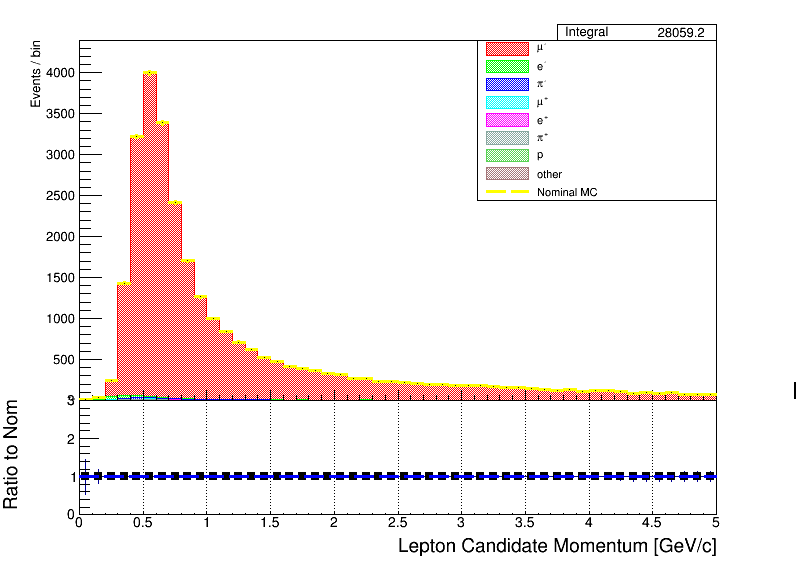 Integral 28059.2
Events / bin
4000
3500
3000
2500
2000
1500
1000
500
μ⁻
e⁻
π⁻
μ⁺
e⁺
π⁺
p
other
Nominal MC
Ratio to Nom
3
2
1
0
0 0.5 1 1.5 2 2.5 3 3.5 4 4.5 5
Lepton Candidate Momentum [GeV/c]